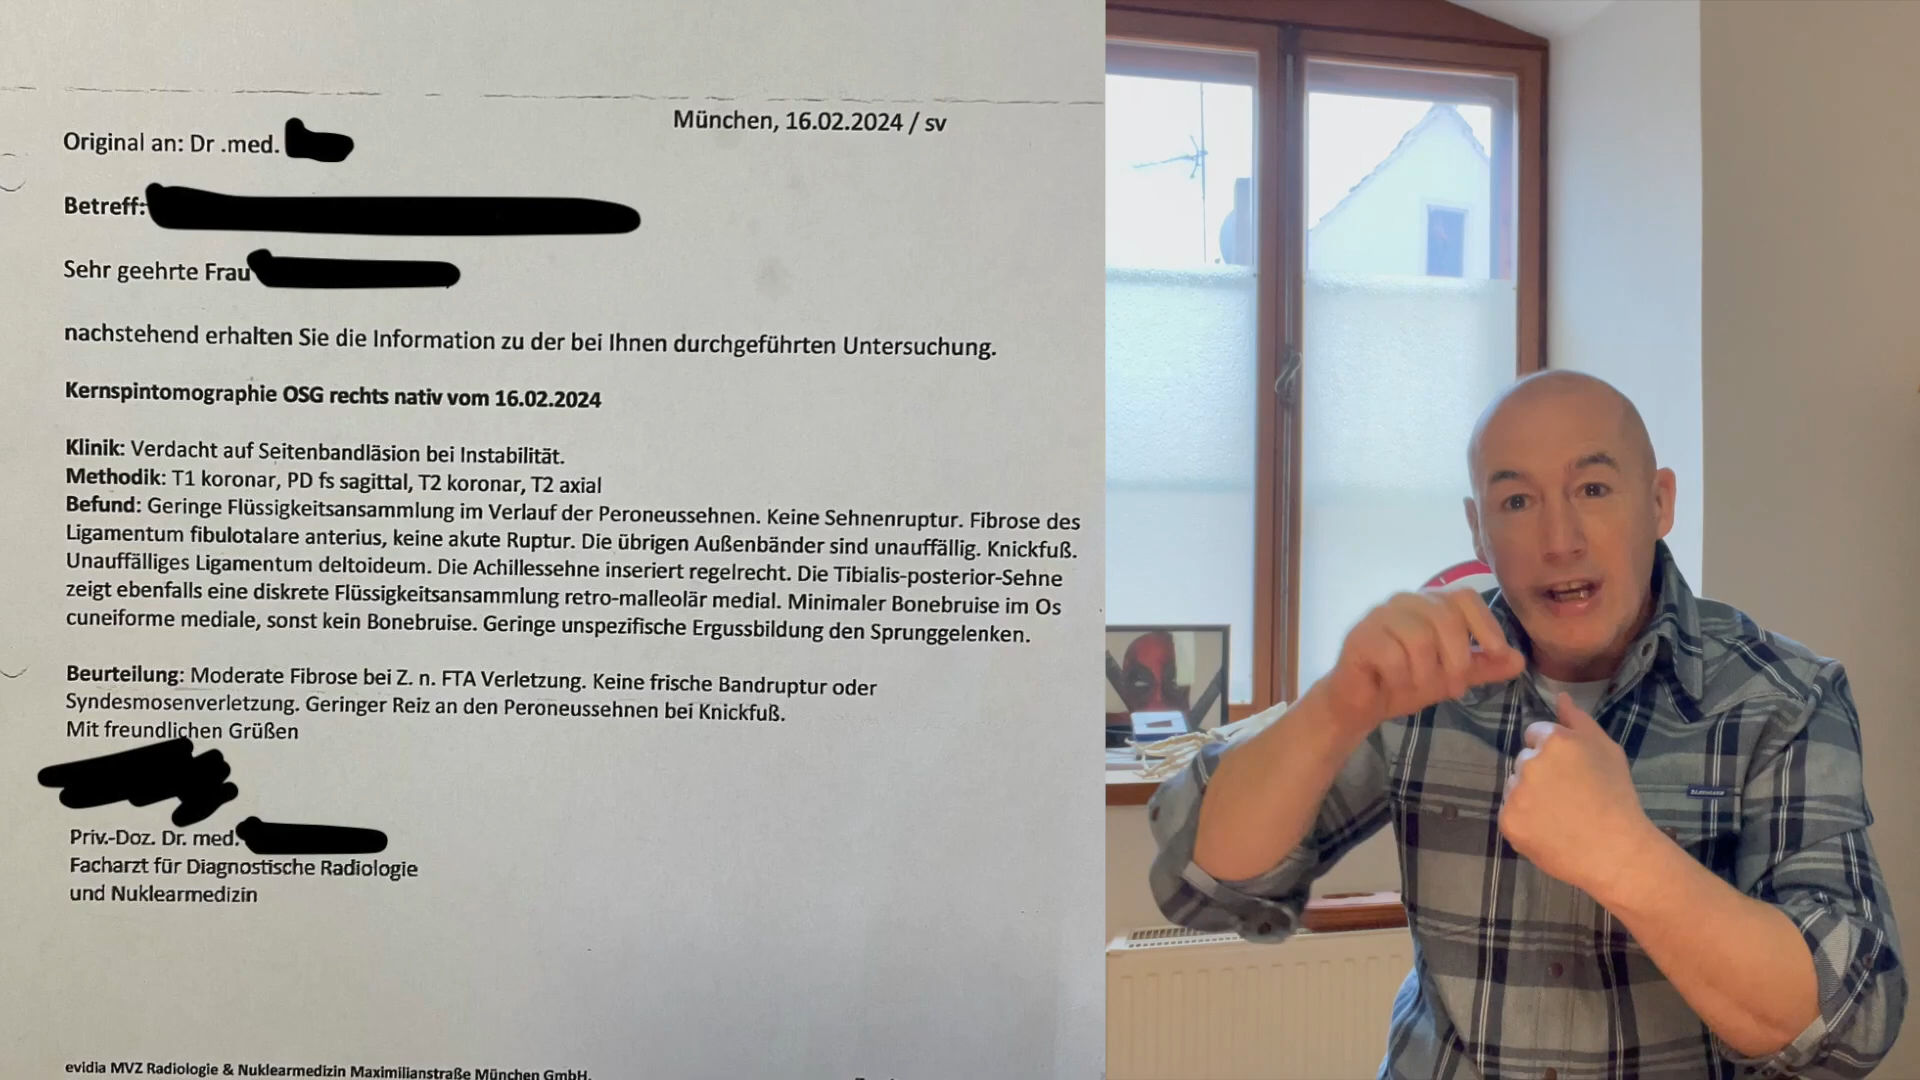 München, 16.02.2024 / sv
Original an: Dr .med.
Betreff:
Sehr geehrte Frau
nachstehend erhalten Sie die Information zu der bei Ihnen durchgeführten Untersuchung.
Kernspintomographie OSG rechts nativ vom 16.02.2024
Klinik: Verdacht auf Seitenbandläsion bei Instabilität.
Methodik: T1 koronar, PD fs sagittal, T2 koronar, T2 axial
Befund: Geringe Flüssigkeitsansammlung im Verlauf der Peroneussehnen. Keine Sehnenruptur. Fibrose des
Ligamentum fibulotalare anterius, keine akute Ruptur. Die übrigen Außenbänder sind unauffällig. Knickfuß.
Unauffälliges Ligamentum deltoideum. Die Achillessehne inseriert regelrecht. Die Tibialis-posterior-Sehne
zeigt ebenfalls eine diskrete Flüssigkeitsansammlung retro-malleolär medial. Minimaler Bonebruise im Os
cuneiforme mediale, sonst kein Bonebruise. Geringe unspezifische Ergussbildung den Sprunggelenken.
Beurteilung: Moderate Fibrose bei Z. n. FTA Verletzung. Keine frische Bandruptur oder
Syndesmosenverletzung. Geringer Reiz an den Peroneussehnen bei Knickfuß.
Mit freundlichen Grüßen
Priv.-Doz. Dr. med.
Facharzt für Diagnostische Radiologie
und Nuklearmedizin
evidia MVZ Radiologie & Nuklearmedizin Maximilianstraße München GmbH.